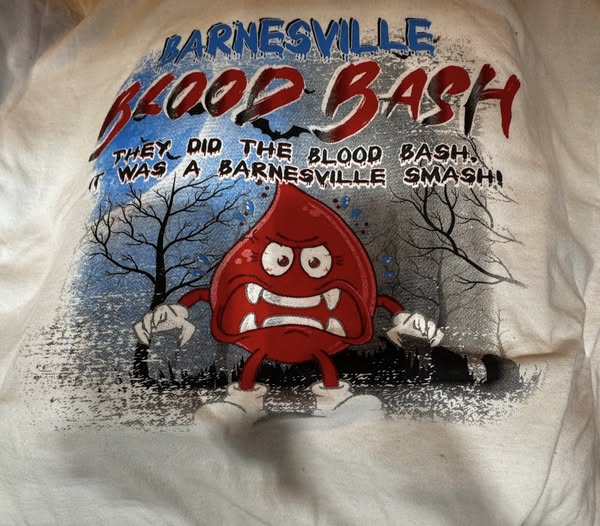 BARNESVILLE
BLOOD BASH
THEY DID THE BLOOD BASH.
IT WAS A BARNESVILLE SMASH!